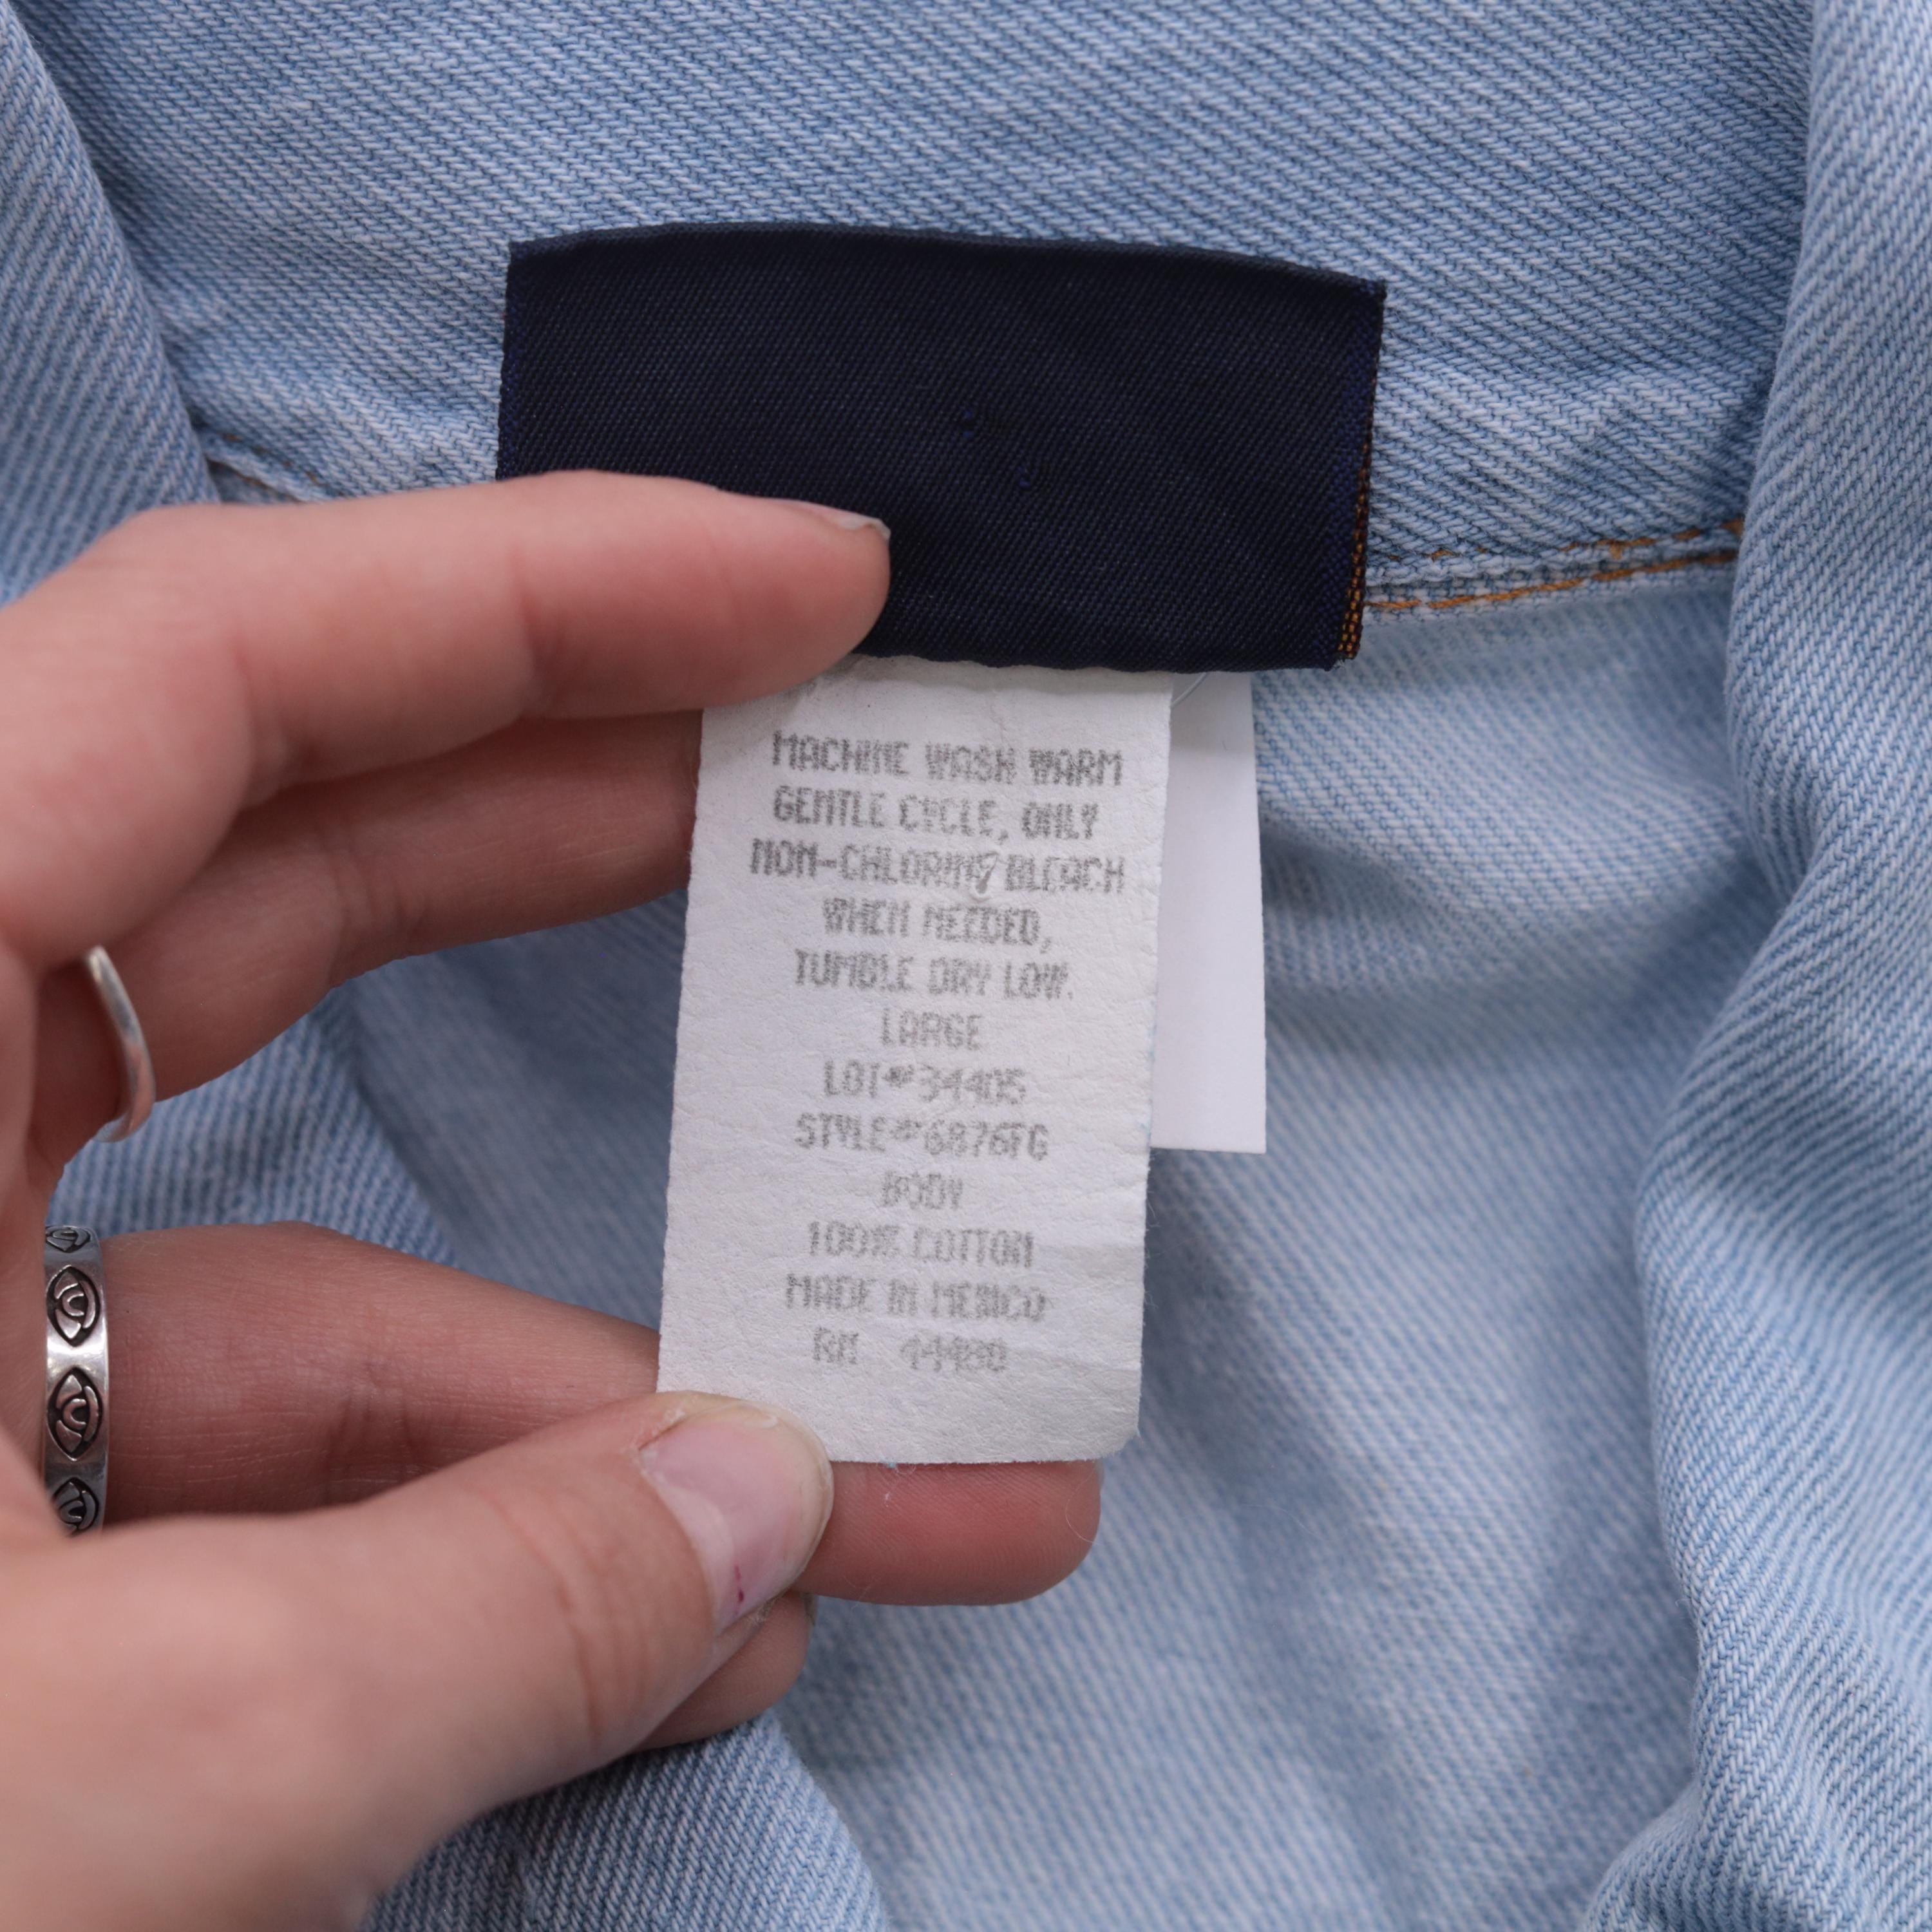 MACHINE WASH WARM
GENTLE CYCLE, ONLY
NON-CHLORINE BLEACH
WHEN NEEDED,
TUMBLE DRY LOW.
LARGE
LOT#34405
STYLE#6876FG
BODY
100% COTTON
MADE IN MEXICO
RN 44480